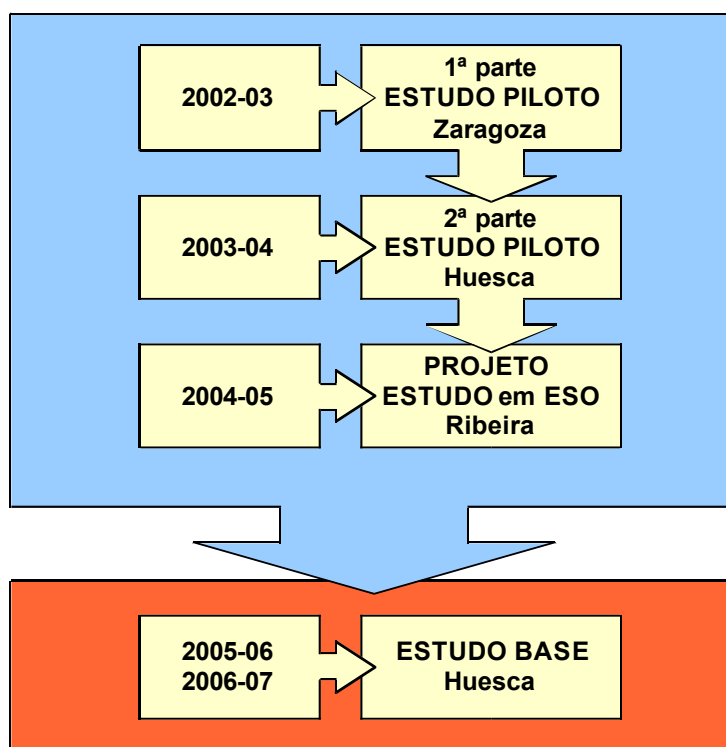 2002-03
1ª parte
ESTUDO PILOTO
Zaragoza
2003-04
2ª parte
ESTUDO PILOTO
Huesca
2004-05
PROJETO
ESTUDO em ESO
Ribeira
2005-06
2006-07
ESTUDO BASE
Huesca